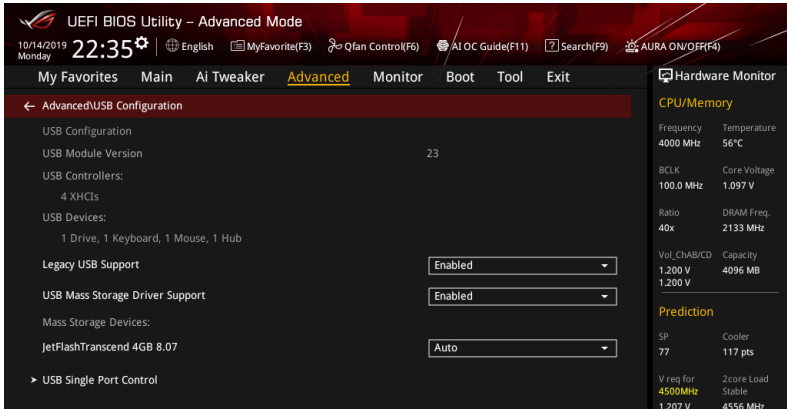 UEFI BIOS Utility – Advanced Mode
10/14/2019 Monday 22:35 English MyFavorite(F3) Qfan Control(F6) AI OC Guide(F11) ? Search(F9) AURA ON/OFF(F4)
My Favorites Main Ai Tweaker Advanced Monitor Boot Tool Exit
← Advanced\USB Configuration
USB Configuration
USB Module Version 23
USB Controllers:
4 XHCIs
USB Devices:
1 Drive, 1 Keyboard, 1 Mouse, 1 Hub
Legacy USB Support Enabled
USB Mass Storage Driver Support Enabled
Mass Storage Devices:
JetFlashTranscend 4GB 8.07 Auto
> USB Single Port Control
Hardware Monitor
CPU/Memory
Frequency Temperature
4000 MHz 56°C
BCLK Core Voltage
100.0 MHz 1.097 V
Ratio DRAM Freq.
40x 2133 MHz
Vol_ChAB/CD Capacity
1.200 V 4096 MB
1.200 V
Prediction
SP Cooler
77 117 pts
V req for 2core Load
4500MHz Stable
1.207 V 4556 MHz